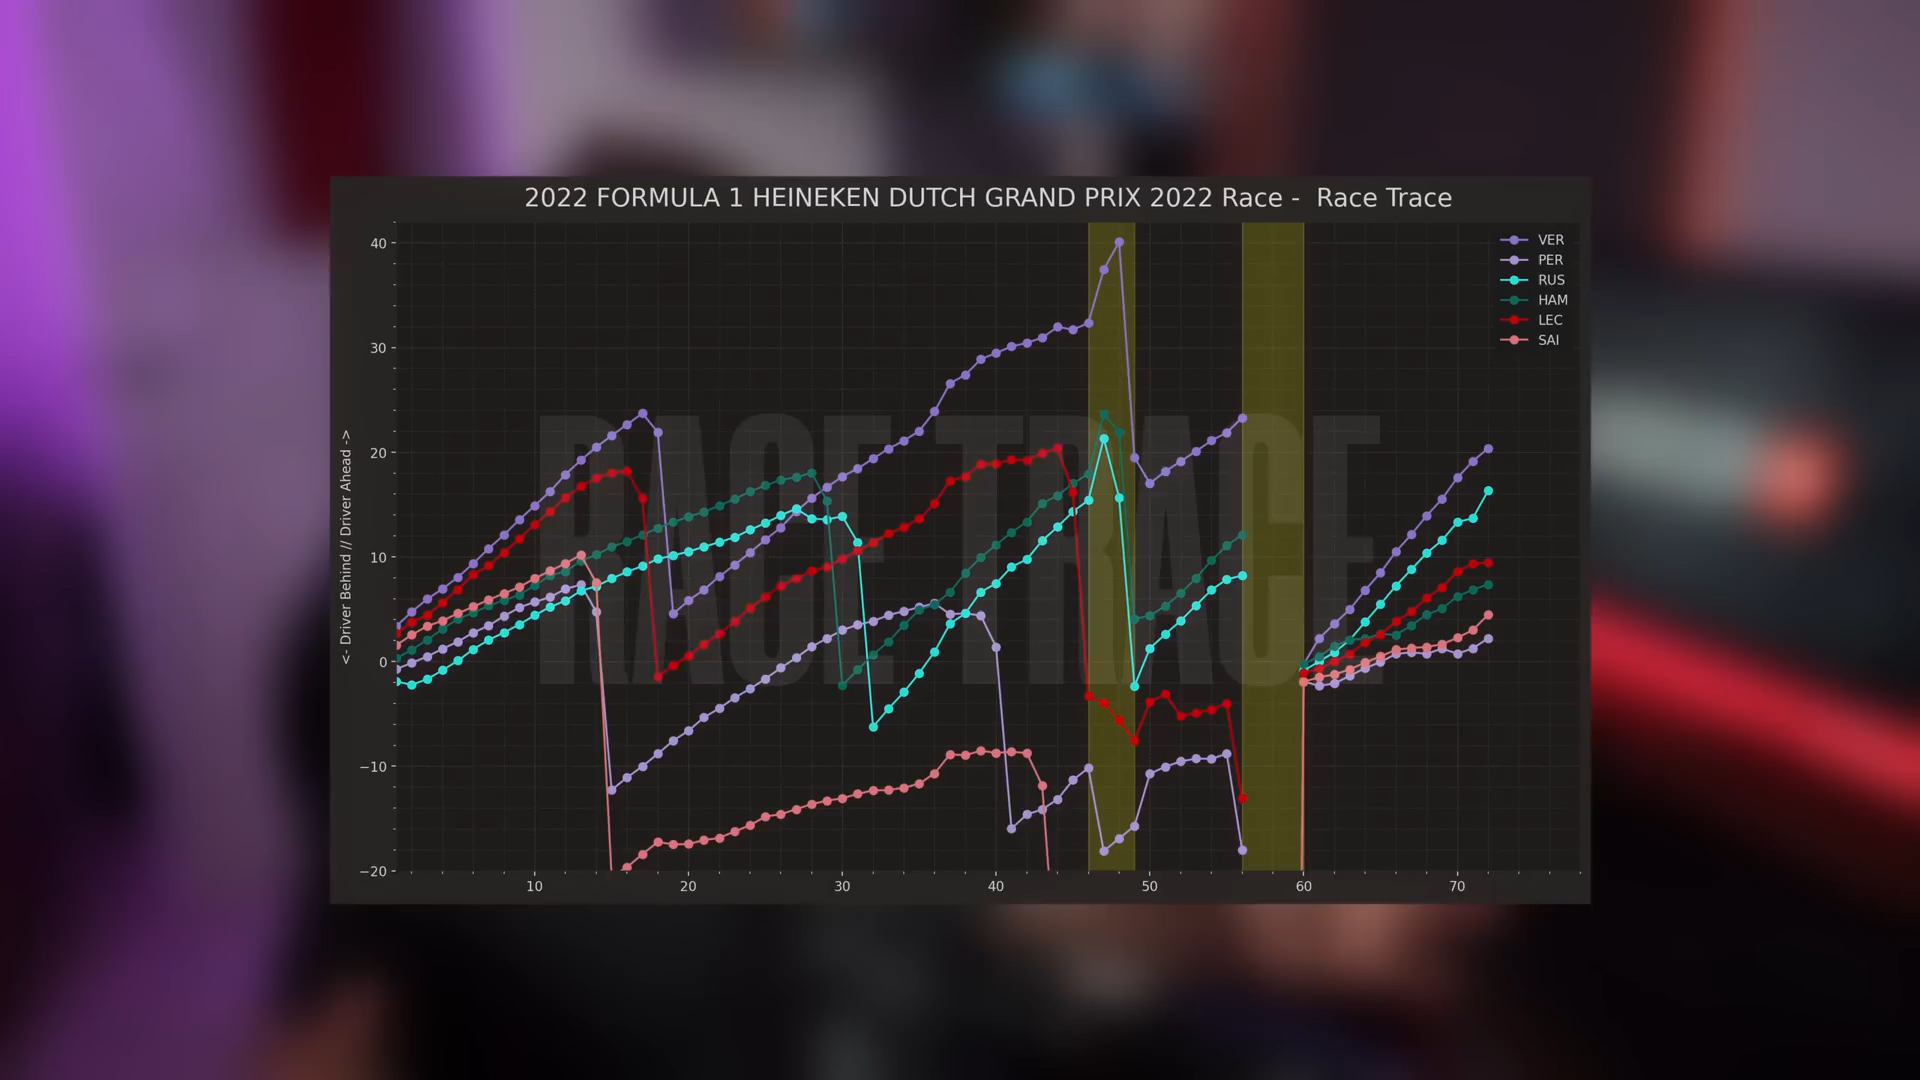 2022 FORMULA 1 HEINEKEN DUTCH GRAND PRIX 2022 Race - Race Trace
VER
PER
RUS
HAM
LEC
SAI
40
30
20
10
0
−10
−20
<- Driver Behind // Driver Ahead ->
RACE TRACE
10
20
30
40
50
60
70